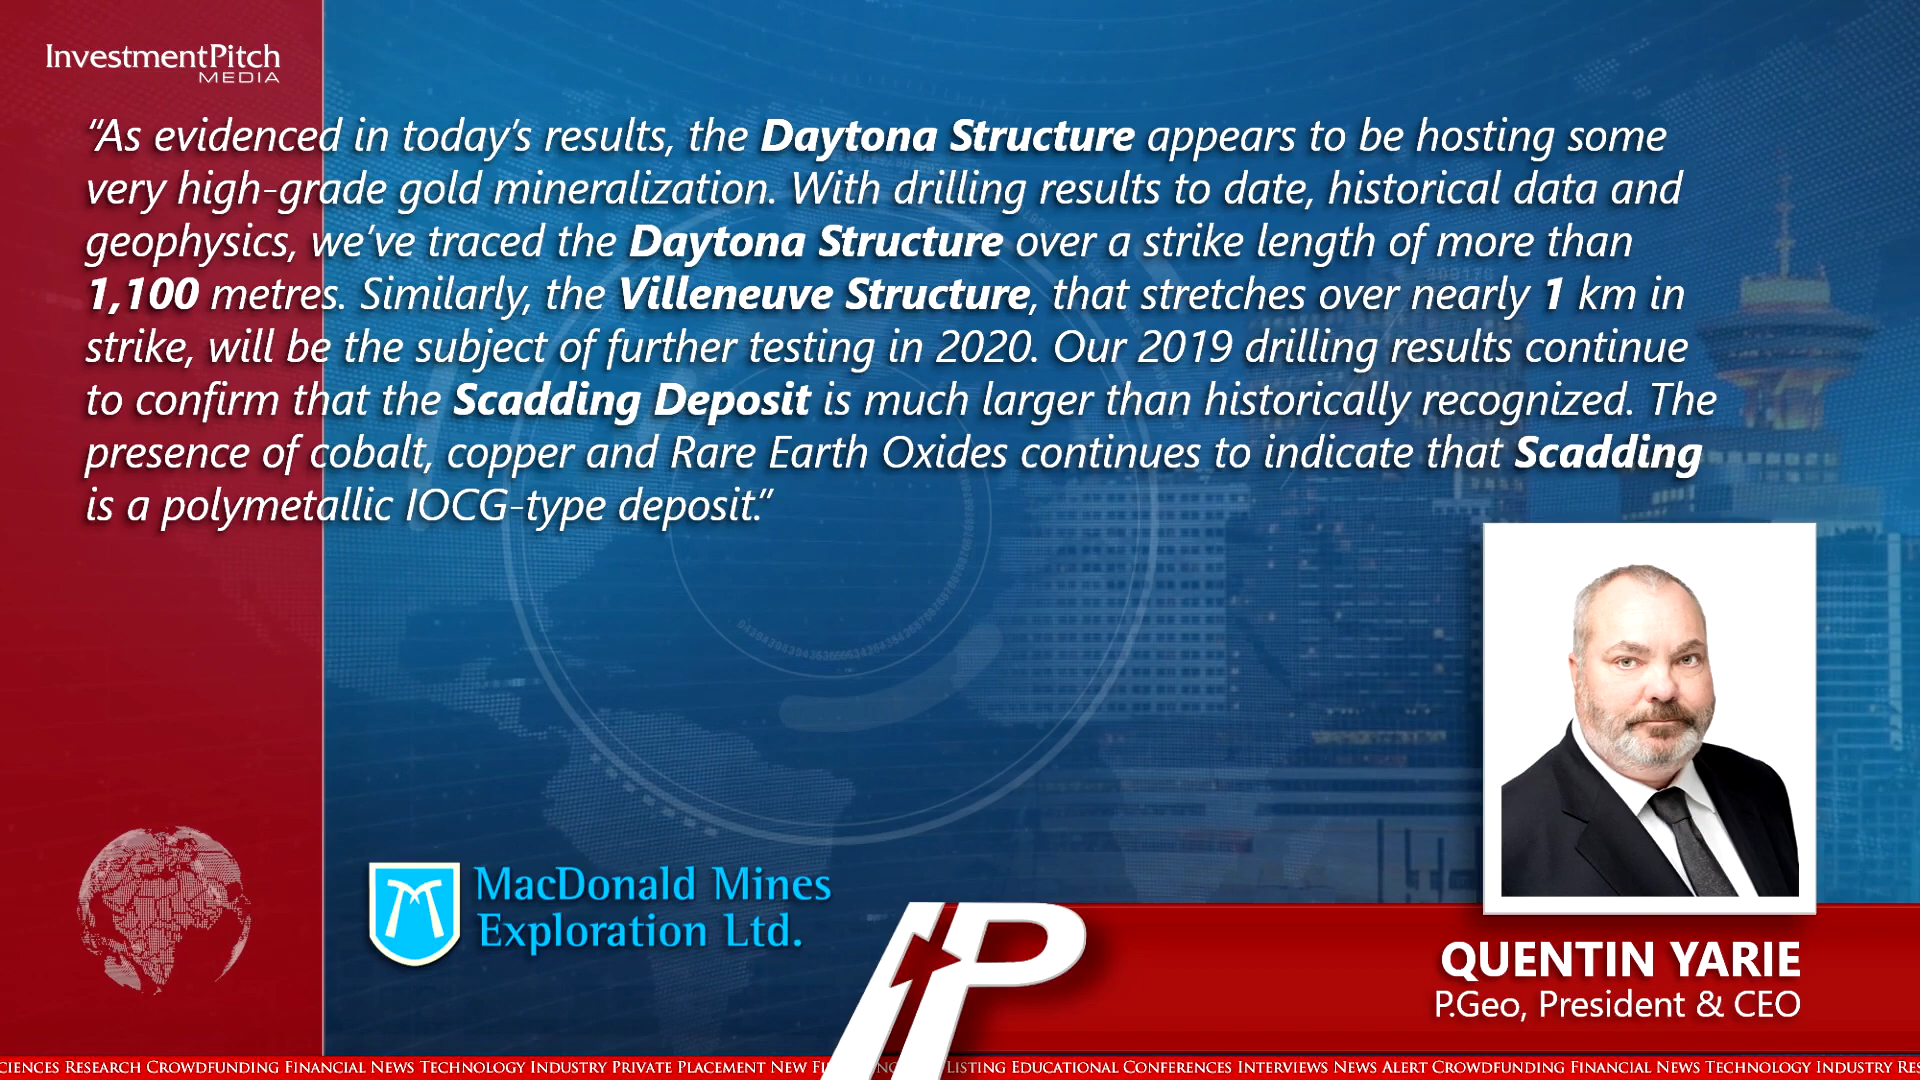 InvestmentPitch
MEDIA
“As evidenced in today’s results, the Daytona Structure appears to be hosting some
very high-grade gold mineralization. With drilling results to date, historical data and
geophysics, we’ve traced the Daytona Structure over a strike length of more than
1,100 metres. Similarly, the Villeneuve Structure, that stretches over nearly 1 km in
strike, will be the subject of further testing in 2020. Our 2019 drilling results continue
to confirm that the Scadding Deposit is much larger than historically recognized. The
presence of cobalt, copper and Rare Earth Oxides continues to indicate that Scadding
is a polymetallic IOCG-type deposit.”
MacDonald Mines
Exploration Ltd.
IP
QUENTIN YARIE
P.Geo, President & CEO
CIENCES RESEARCH CROWDFUNDING FINANCIAL NEWS TECHNOLOGY INDUSTRY PRIVATE PLACEMENT NEW LISTING EDUCATIONAL CONFERENCES INTERVIEWS NEWS ALERT CROWDFUNDING FINANCIAL NEWS TECHNOLOGY INDUSTRY RES